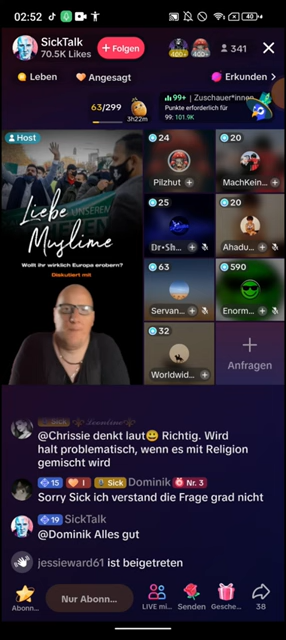 02:52
40
SickTalk
70.5K Likes
+ Folgen
400+
400+
341
Leben
Angesagt
Erkunden >
63/299
3h22m
99+ | Zuschauer*innen
Punkte erforderlich für
99: 101.9K
Host
Liebe
Muslime
Wollt ihr wirklich Europa erobern?
Diskutiert mit
24
Pilzhut
20
MachKein...
25
Dr•Sh...
20
Ahadu...
63
Servan...
590
Enorm...
32
Worldwid...
Anfragen
@Chrissie denkt laut😀 Richtig. Wird
halt problematisch, wenn es mit Religion
gemischt wird
15 I Sick Dominik Nr. 3
Sorry Sick ich verstand die Frage grad nicht
19 SickTalk
@Dominik Alles gut
jessieward61 ist beigetreten
Abonn...
Nur Abonn...
LIVE mi...
Senden
Gesche...
38